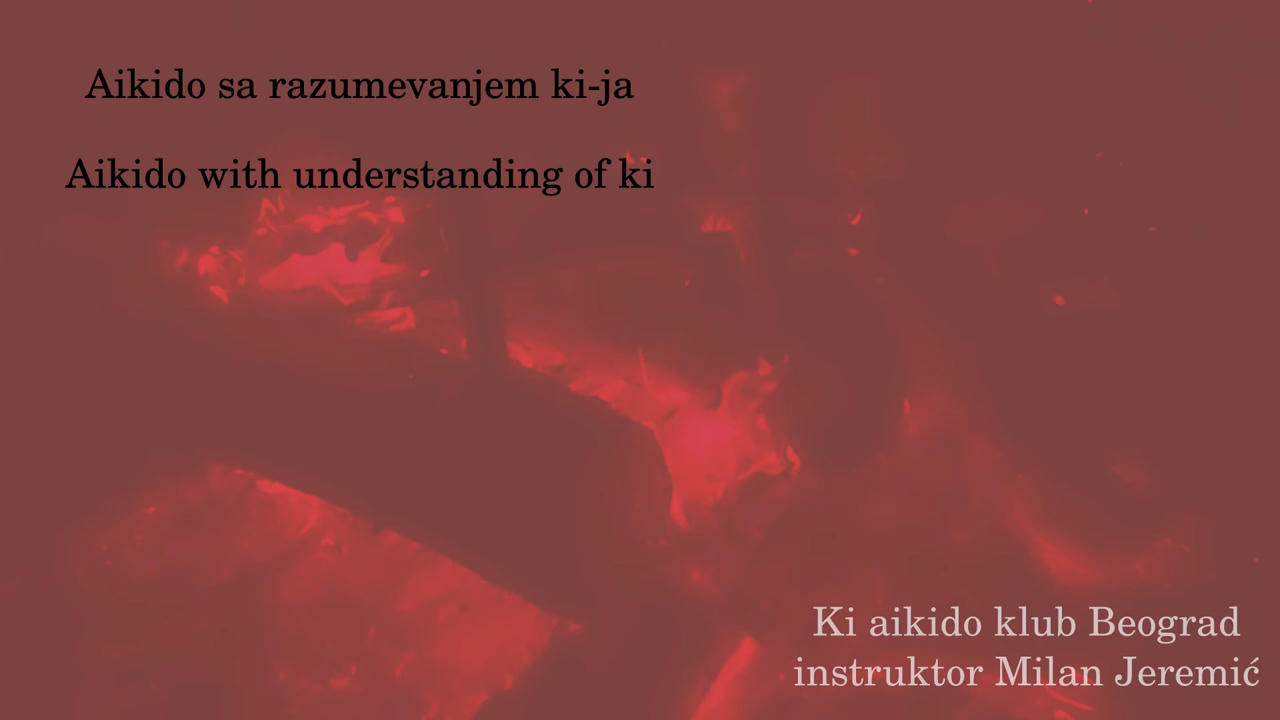 Aikido sa razumevanjem ki-ja
Aikido with understanding of ki
Ki aikido klub Beograd
instruktor Milan Jeremić